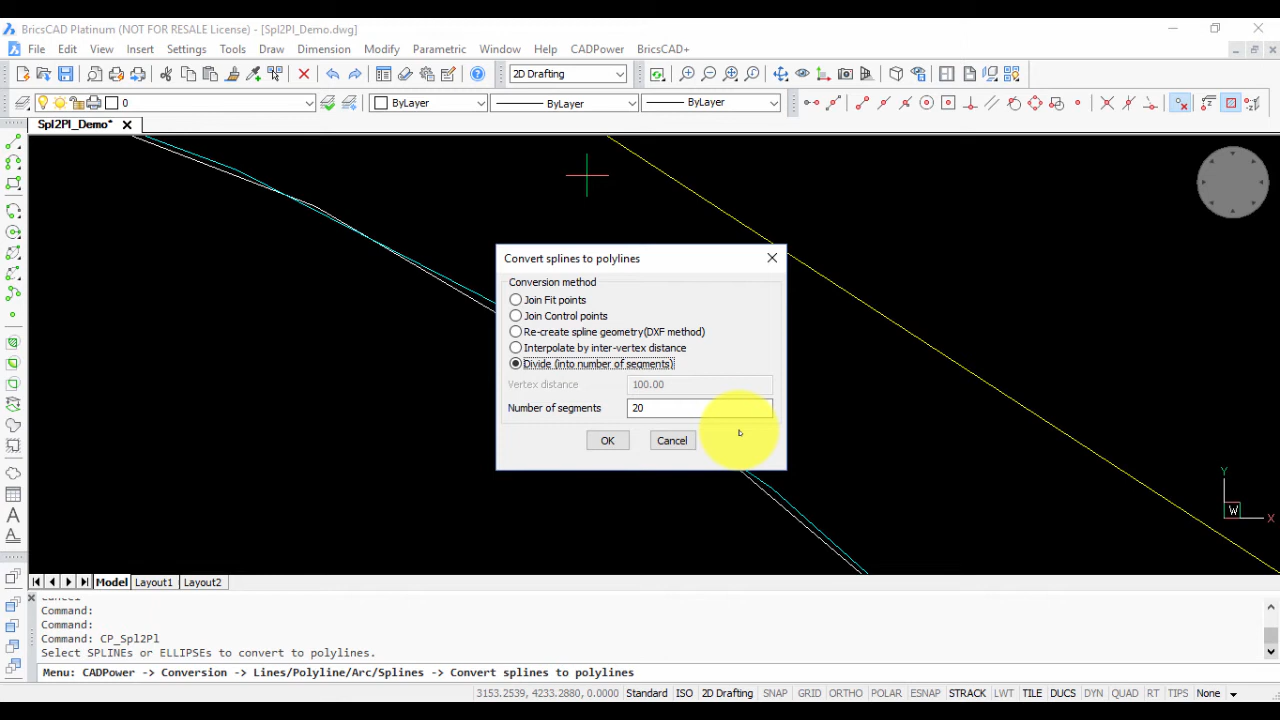 BricsCAD Platinum (NOT FOR RESALE License) - [Spl2Pl_Demo.dwg]
File Edit View Insert Settings Tools Draw Dimension Modify Parametric Window Help CADPower BricsCAD+
2D Drafting
0 ByLayer ByLayer ByLayer
Spl2Pl_Demo*
Convert splines to polylines
Conversion method
Join Fit points
Join Control points
Re-create spline geometry(DXF method)
Interpolate by inter-vertex distance
Divide (into number of segments)
Vertex distance 100.00
Number of segments 20
OK Cancel
Y
W X
Model Layout1 Layout2
Command:
Command:
Command: CP_Spl2Pl
Select SPLINEs or ELLIPSEs to convert to polylines.
Menu: CADPower -> Conversion -> Lines/Polyline/Arc/Splines -> Convert splines to polylines
3153.2539, 4233.2880, 0.0000 Standard ISO 2D Drafting SNAP GRID ORTHO POLAR ESNAP STRACK LWT TILE DUCS DYN QUAD RT TIPS None